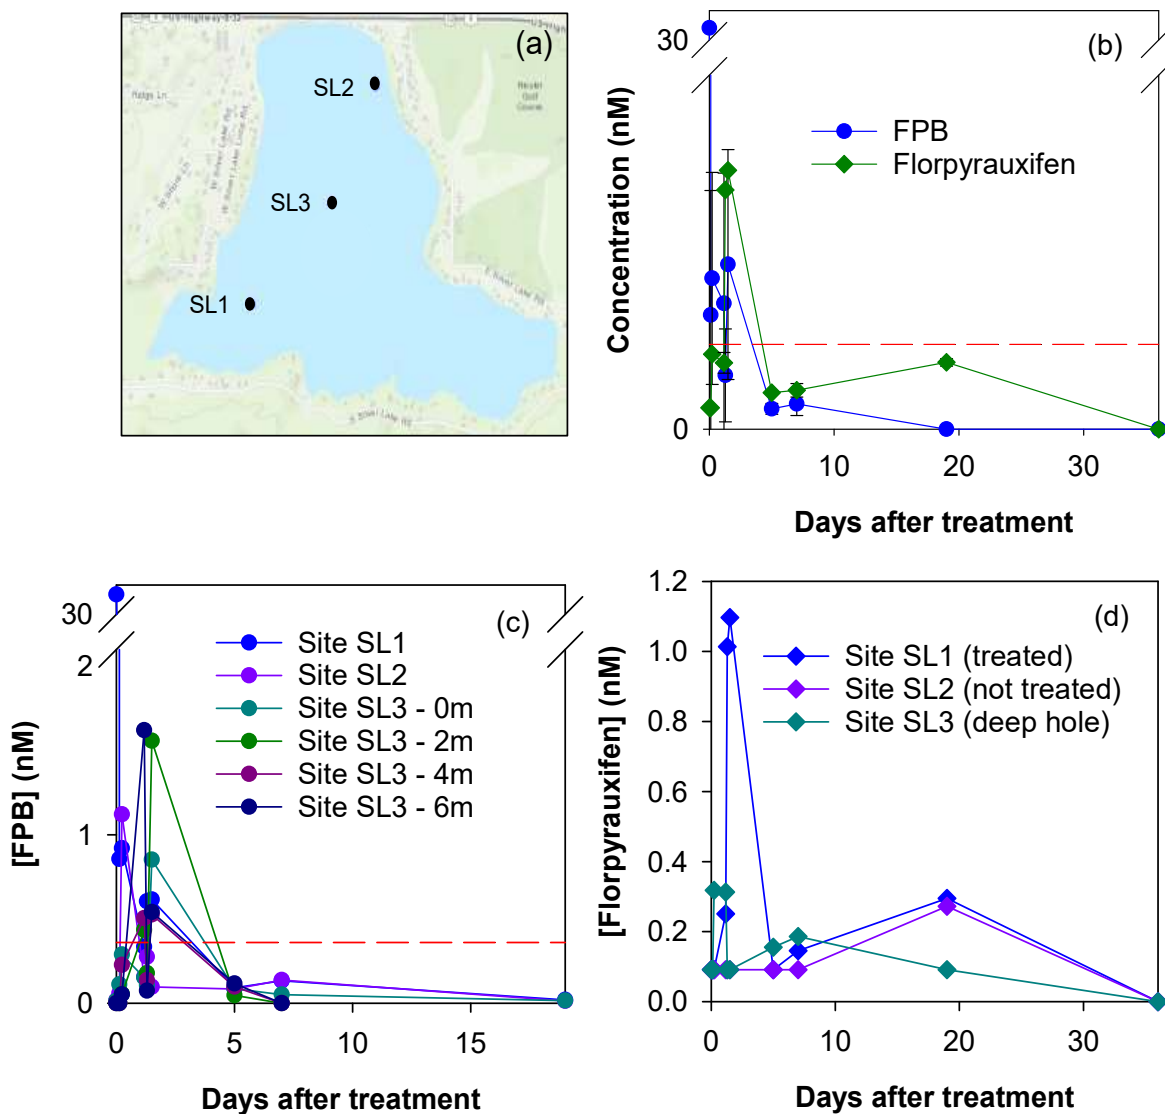 (a)
SL2
SL3
SL1
(b)
30
Concentration (nM)
FPB
Florpyrauxifen
0
0
10
20
30
Days after treatment
(c)
30
2
1
0
[FPB] (nM)
Site SL1
Site SL2
Site SL3 - 0m
Site SL3 - 2m
Site SL3 - 4m
Site SL3 - 6m
0
5
10
15
Days after treatment
(d)
1.2
1.0
0.8
0.6
0.4
0.2
0.0
[Florpyrauxifen] (nM)
Site SL1 (treated)
Site SL2 (not treated)
Site SL3 (deep hole)
0
10
20
30
Days after treatment